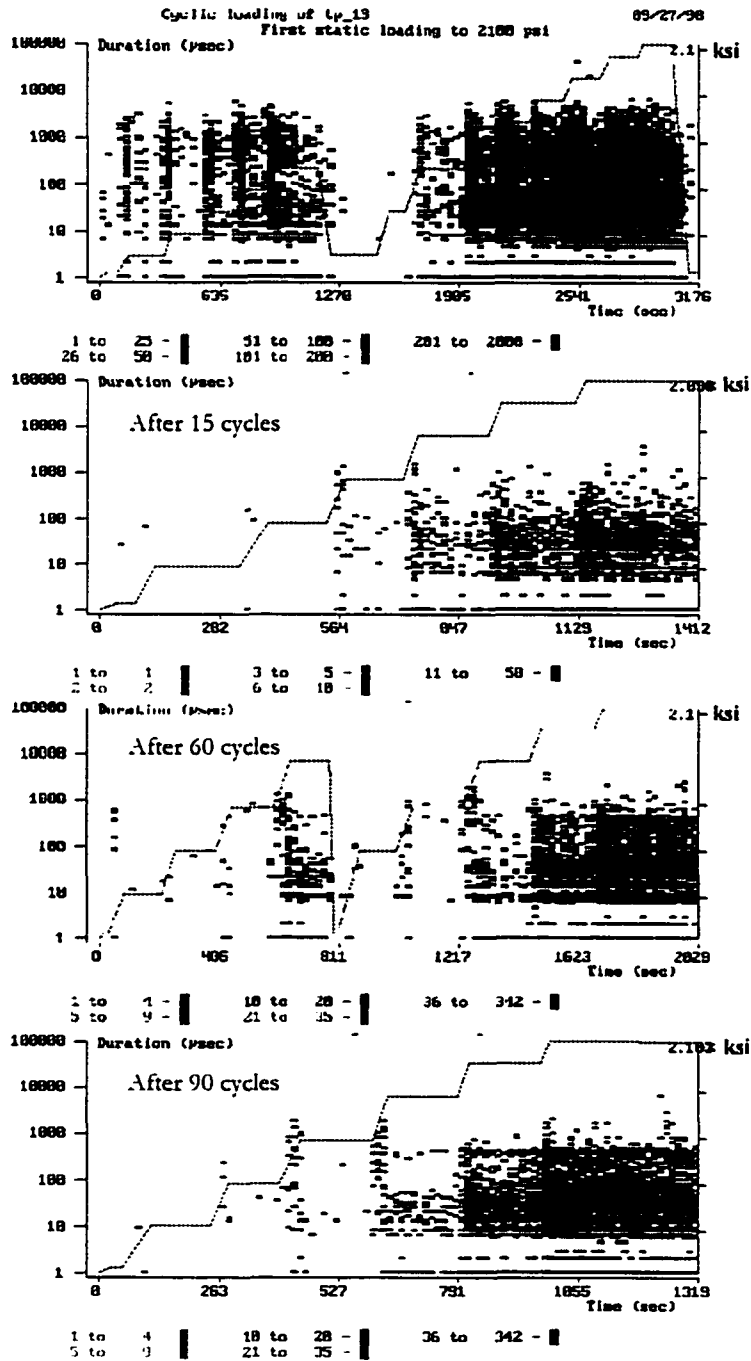 Cyclic loading of tp_13 09/27/98
First static loading to 2100 psi
Duration (µsec)
2.1 ksi
100000
10000
1000
100
10
1
0 635 1270 1905 2541 3176
Time (sec)
1 to 25 - 51 to 100 - 201 to 2000 -
26 to 50 - 101 to 200 -
Duration (µsec)
ksi
After 15 cycles
100000
10000
1000
100
10
1
0 282 564 847 1129 1412
Time (sec)
1 to 1 3 to 5 - 11 to 50 -
2 to 2 6 to 10 -
Duration (µsec)
2.1 ksi
After 60 cycles
100000
10000
1000
100
10
1
0 406 811 1217 1623 2029
Time (sec)
1 to 4 - 10 to 20 - 36 to 342 -
5 to 9 - 21 to 35 -
Duration (µsec)
ksi
After 90 cycles
100000
10000
1000
100
10
1
0 263 527 791 1055 1319
Time (sec)
1 to 4 10 to 20 - 36 to 342 -
5 to 9 21 to 35 -